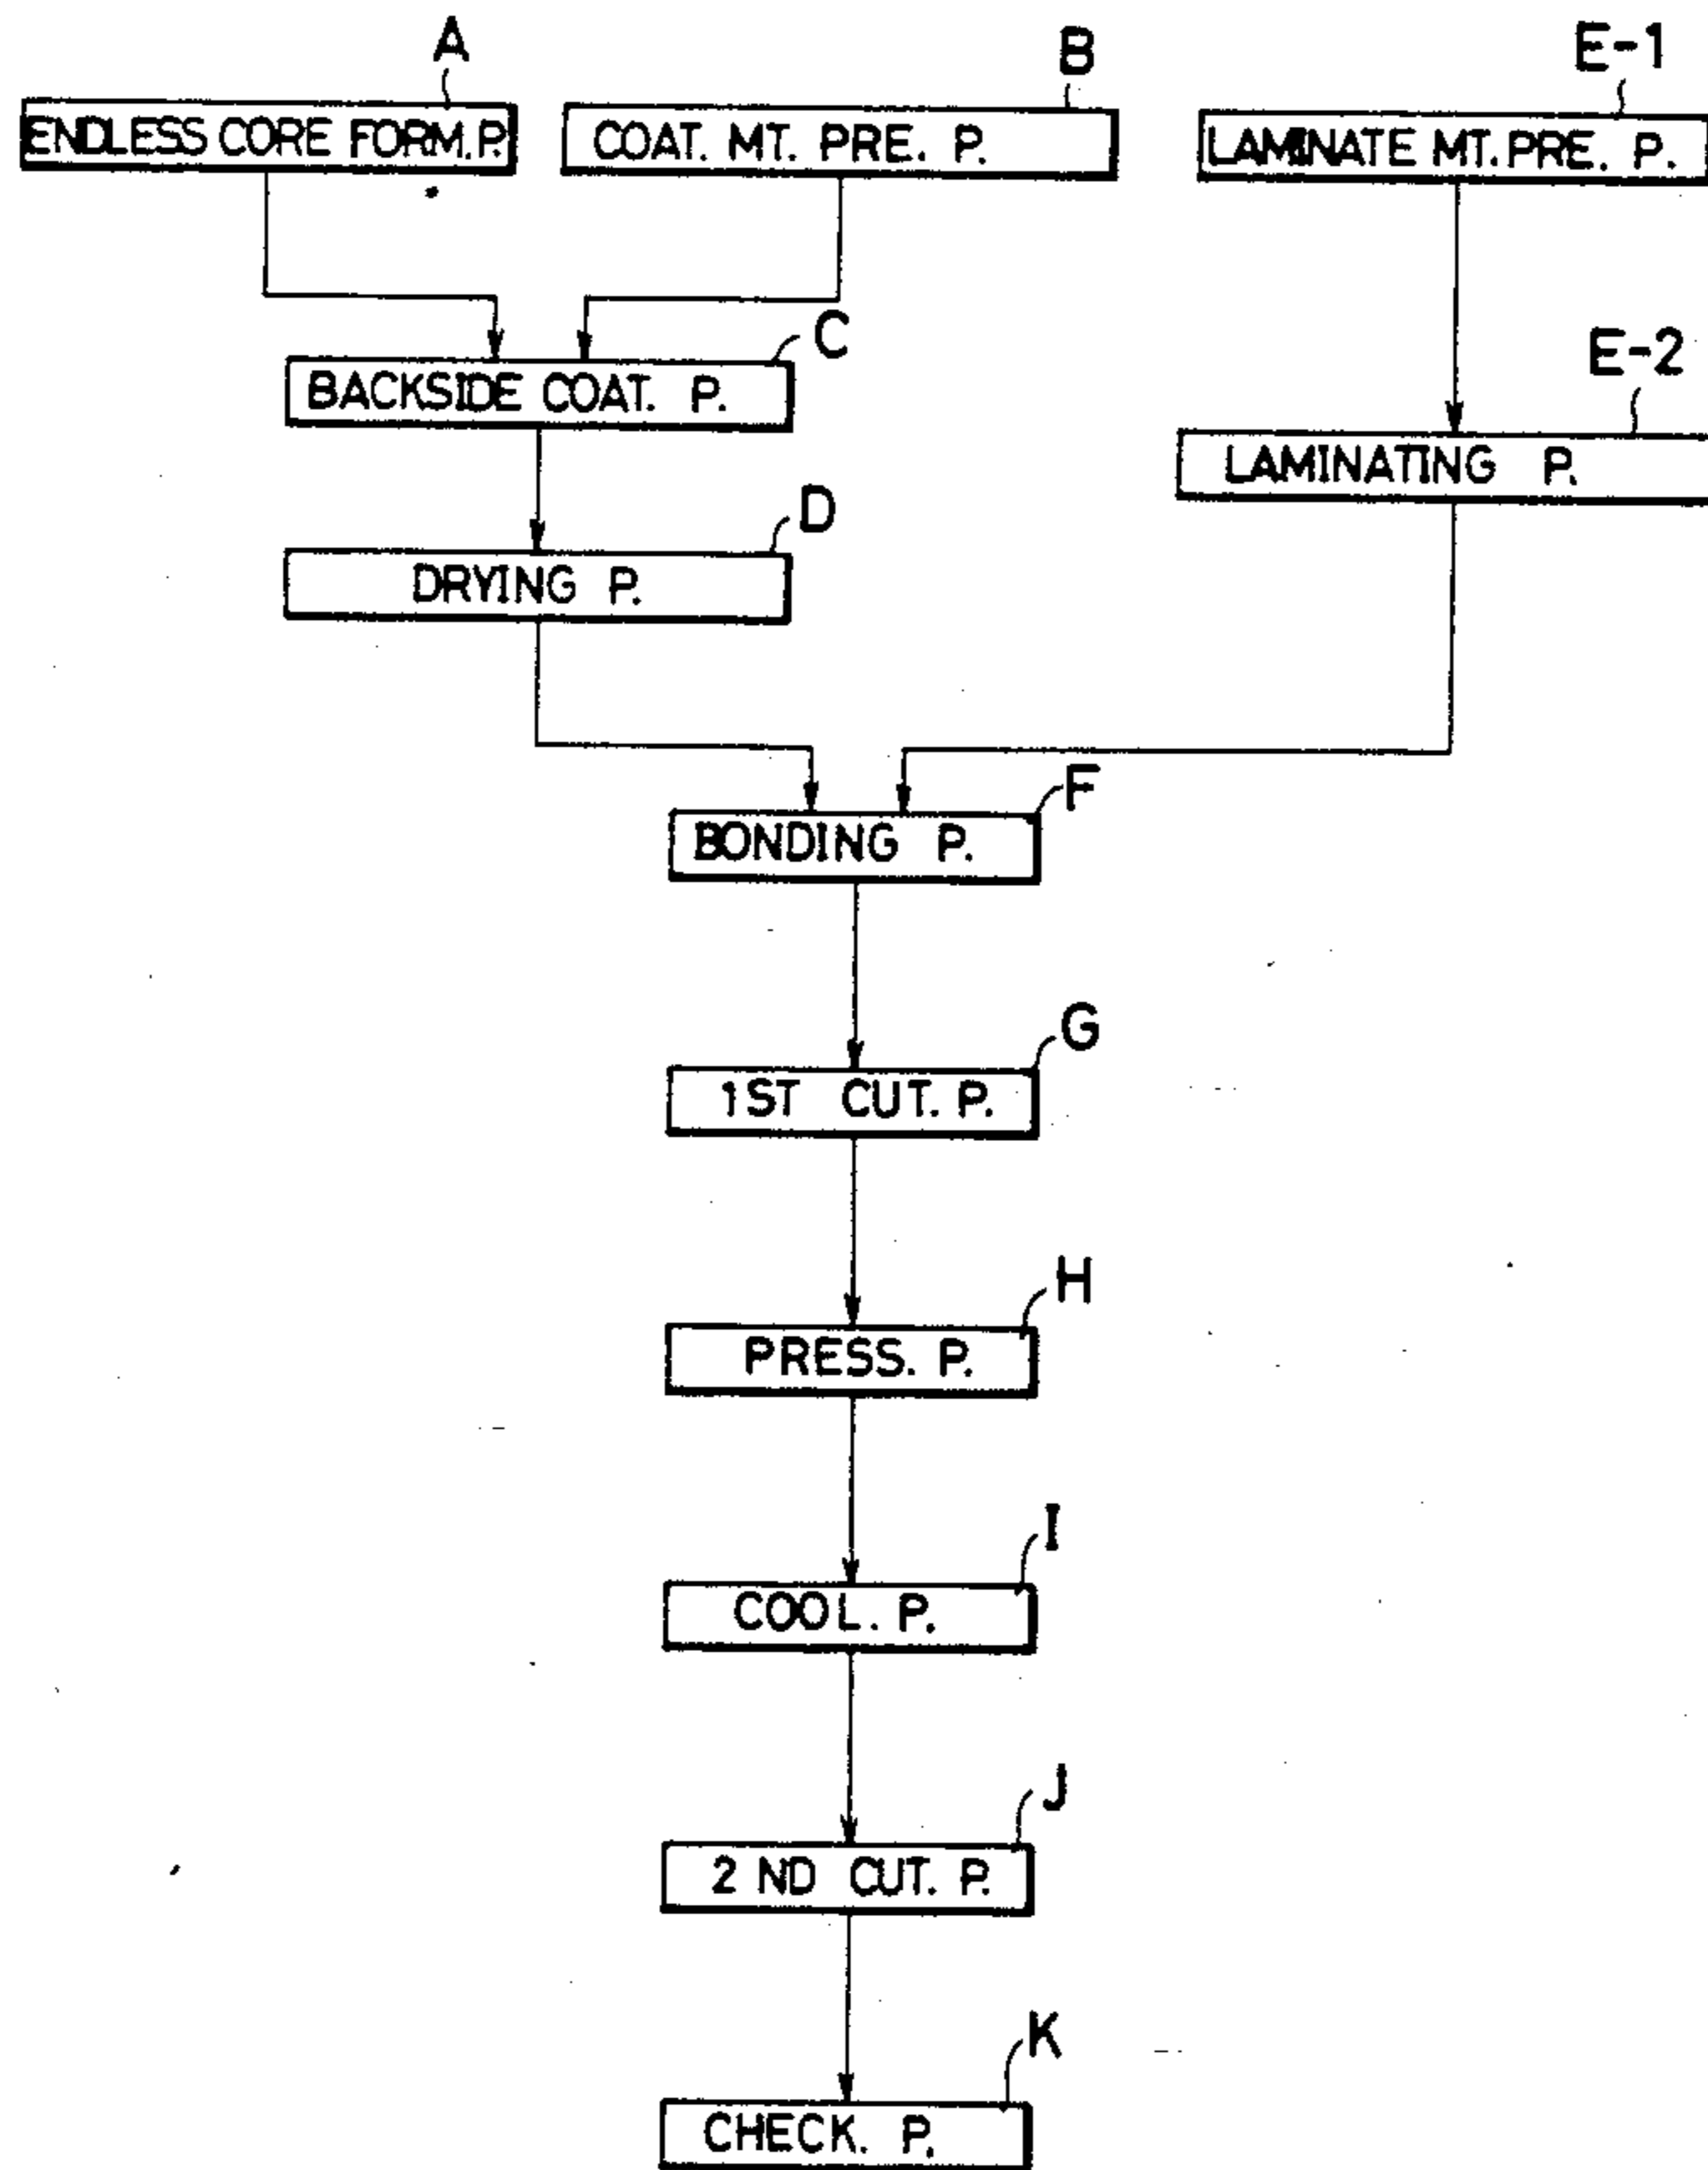 A
B
E-1
ENDLESS CORE FORM. P.
COAT. MT. PRE. P.
LAMINATE MT. PRE. P.
C
BACKSIDE COAT. P.
E-2
LAMINATING P.
D
DRYING P.
F
BONDING P.
G
1ST CUT. P.
H
PRESS. P.
I
COOL. P.
J
2 ND CUT. P.
K
CHECK. P.